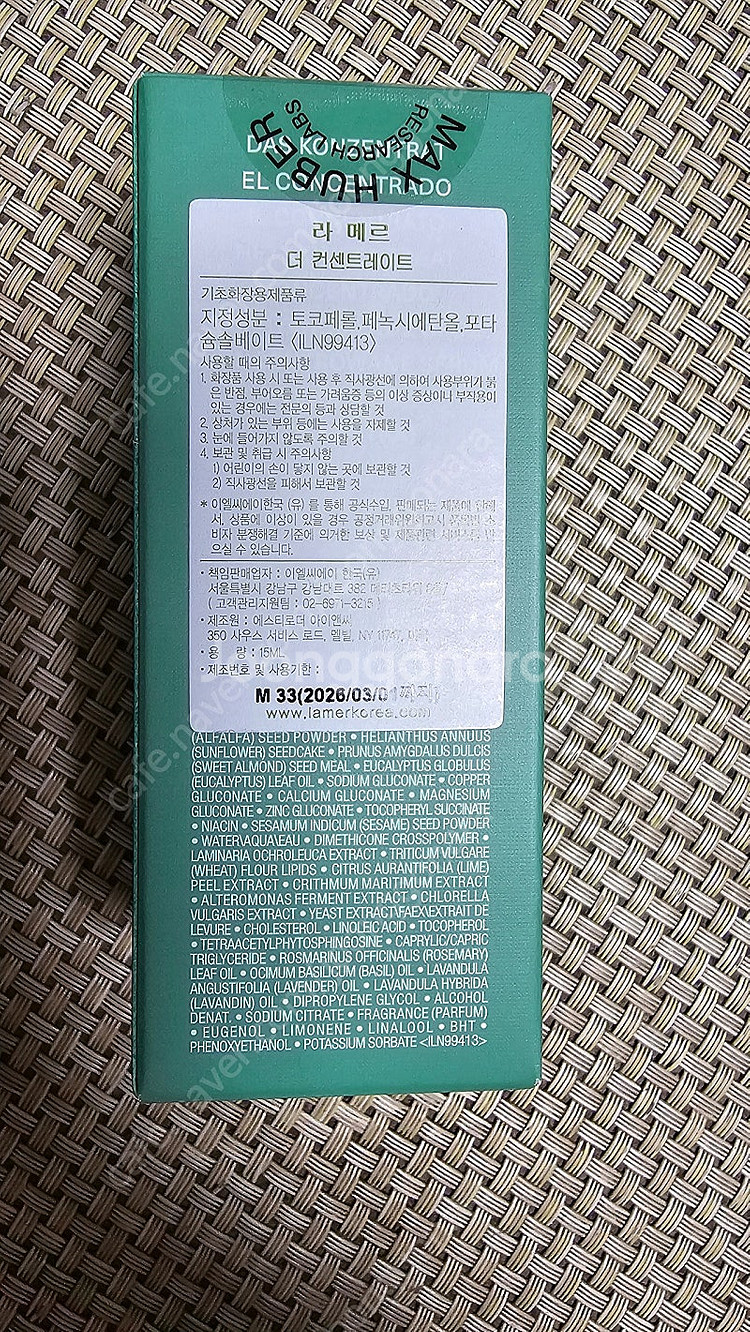 MAX HUBER
RESEARCH LABS
DAS KONZENTRAT
EL CONCENTRADO
라 메르
더 컨센트레이트
기초화장용제품류
지정성분 : 토코페롤,페녹시에탄올,포타
슘솔베이트 <ILN99413>
사용할 때의 주의사항
1. 화장품 사용 시 또는 사용 후 직사광선에 의하여 사용부위가 붉
은 반점, 부어오름 또는 가려움증 등의 이상 증상이나 부작용이
있는 경우에는 전문의 등과 상담할 것
2. 상처가 있는 부위 등에는 사용을 자제할 것
3. 눈에 들어가지 않도록 주의할 것
4. 보관 및 취급 시 주의사항
1) 어린이의 손이 닿지 않는 곳에 보관할 것
2) 직사광선을 피해서 보관할 것
* 이엘씨에이한국 (유) 를 통해 공식수입, 판매되는 제품에 한해
서, 상품에 이상이 있을 경우 공정거래위원회고시 소
비자 분쟁해결 기준에 의거한 보상 및 제품관련 서비스를 받
으실 수 있습니다.
• 책임판매업자 : 이엘씨에이 한국(유)
서울특별시 강남구 강남대로 382
( 고객관리지원팀 : 02-6971-3215 )
• 제조원 : 에스티로더 아이앤씨
350 사우스 서비스 로드, 멜빌, NY 11747,
• 용 량 : 15ML
• 제조번호 및 사용기한 :
M 33(2026/03/01까지)
www.lamerkorea.com
(ALFALFA) SEED POWDER • HELIANTHUS ANNUUS
(SUNFLOWER) SEEDCAKE • PRUNUS AMYGDALUS DULCIS
(SWEET ALMOND) SEED MEAL • EUCALYPTUS GLOBULUS
(EUCALYPTUS) LEAF OIL • SODIUM GLUCONATE • COPPER
GLUCONATE • CALCIUM GLUCONATE • MAGNESIUM
GLUCONATE • ZINC GLUCONATE • TOCOPHERYL SUCCINATE
• NIACIN • SESAMUM INDICUM (SESAME) SEED POWDER
• WATER\AQUA\EAU • DIMETHICONE CROSSPOLYMER •
LAMINARIA OCHROLEUCA EXTRACT • TRITICUM VULGARE
(WHEAT) FLOUR LIPIDS • CITRUS AURANTIFOLIA (LIME)
PEEL EXTRACT • CRITHMUM MARITIMUM EXTRACT
• ALTEROMONAS FERMENT EXTRACT • CHLORELLA
VULGARIS EXTRACT • YEAST EXTRACT\FAEX\EXTRAIT DE
LEVURE • CHOLESTEROL • LINOLEIC ACID • TOCOPHEROL
• TETRAACETYLPHYTOSPHINGOSINE • CAPRYLIC/CAPRIC
TRIGLYCERIDE • ROSMARINUS OFFICINALIS (ROSEMARY)
LEAF OIL • OCIMUM BASILICUM (BASIL) OIL • LAVANDULA
ANGUSTIFOLIA (LAVENDER) OIL • LAVANDULA HYBRIDA
(LAVANDIN) OIL • DIPROPYLENE GLYCOL • ALCOHOL
DENAT. • SODIUM CITRATE • FRAGRANCE (PARFUM)
• EUGENOL • LIMONENE • LINALOOL • BHT •
PHENOXYETHANOL • POTASSIUM SORBATE <ILN99413>